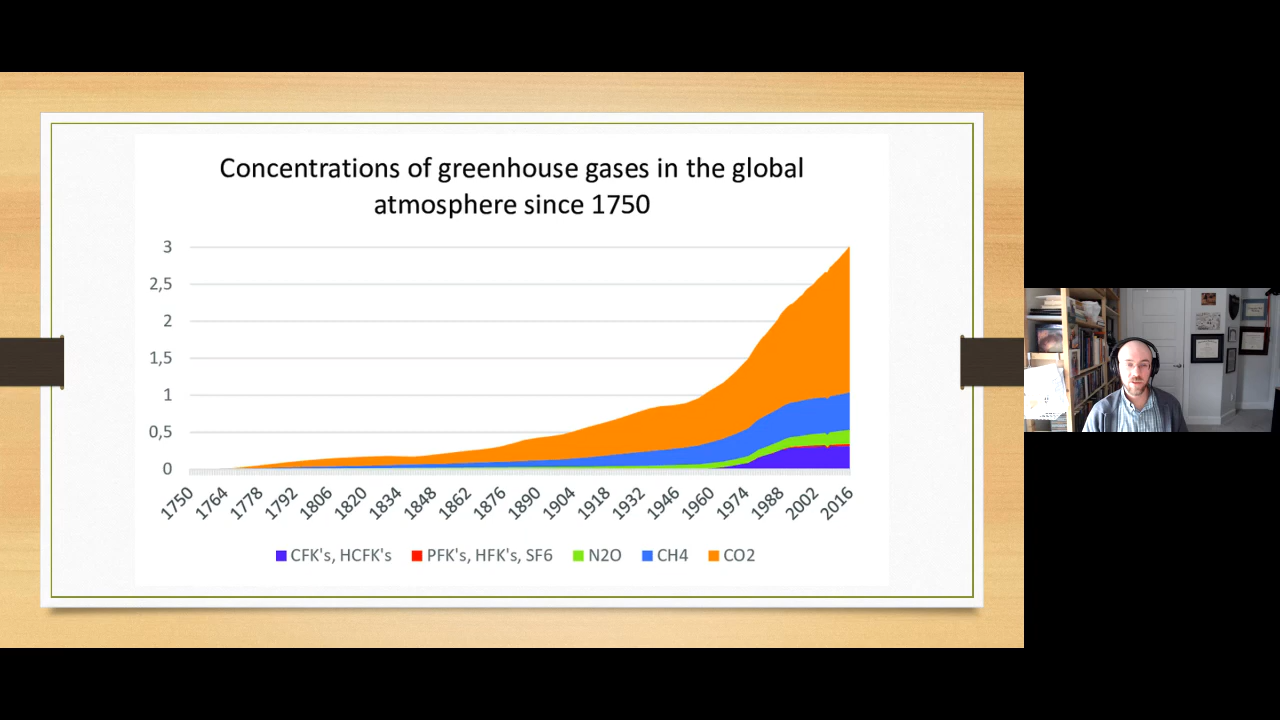 Concentrations of greenhouse gases in the global
atmosphere since 1750
3
2,5
2
1,5
1
0,5
0
1750 1764 1778 1792 1806 1820 1834 1848 1862 1876 1890 1904 1918 1932 1946 1960 1974 1988 2002 2016
CFK's, HCFK's PFK's, HFK's, SF6 N2O CH4 CO2